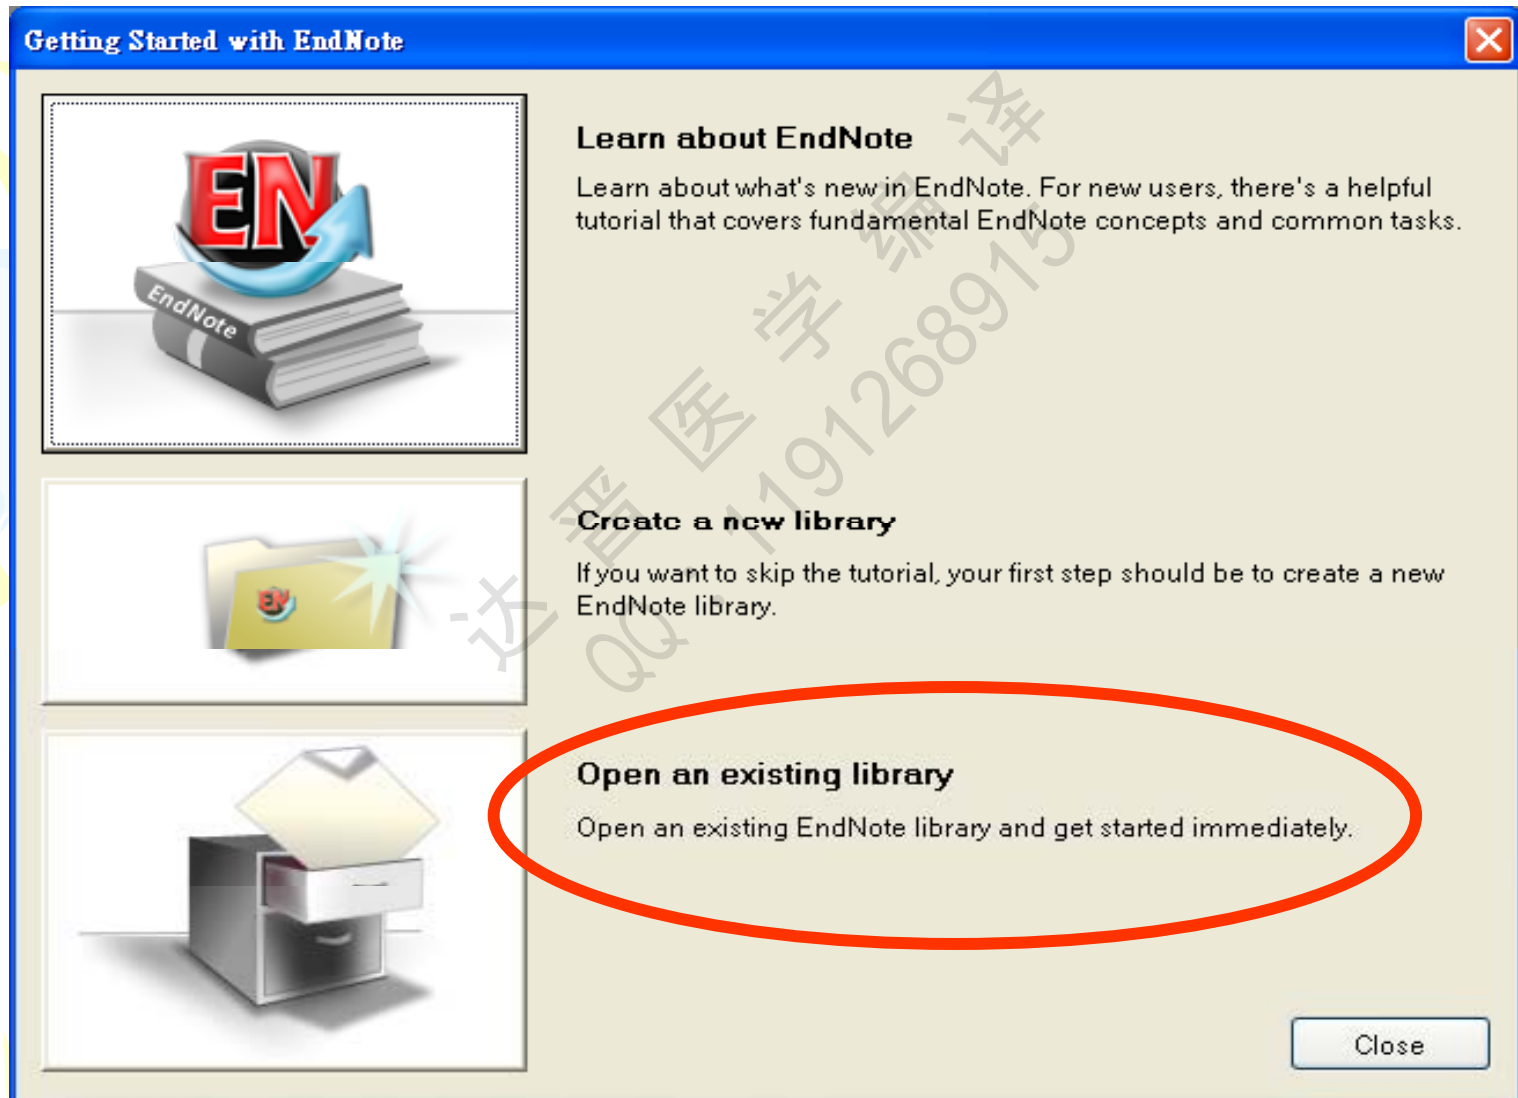 Getting Started with EndNote
EN
EndNote
Learn about EndNote
Learn about what's new in EndNote. For new users, there's a helpful
tutorial that covers fundamental EndNote concepts and common tasks.
EN
Create a new library
If you want to skip the tutorial, your first step should be to create a new
EndNote library.
Open an existing library
Open an existing EndNote library and get started immediately.
Close
达晋医学编译
QQ：1191268915